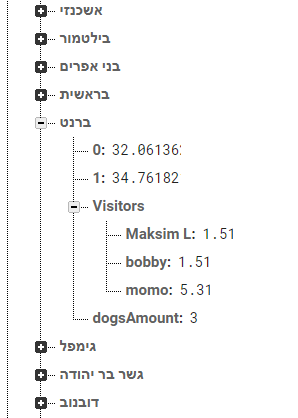 אשכנזי
בילטמור
בני אפרים
בראשית
ברנט
0: 32.061362
1: 34.76182
Visitors
Maksim L: 1.51
bobby: 1.51
momo: 5.31
dogsAmount: 3
גימפל
גשר בר יהודה
דובנוב